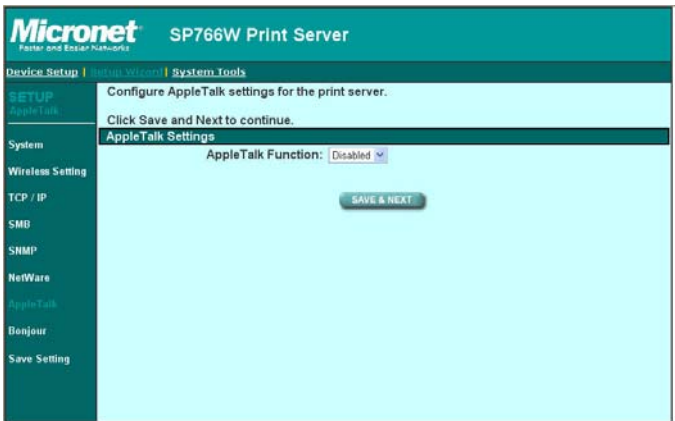 Micronet
Faster and Easier Networks
SP766W Print Server
Device Setup | Setup Wizard | System Tools
SETUP
AppleTalk
Configure AppleTalk settings for the print server.
Click Save and Next to continue.
AppleTalk Settings
AppleTalk Function: Disabled
SAVE & NEXT
System
Wireless Setting
TCP / IP
SMB
SNMP
NetWare
AppleTalk
Bonjour
Save Setting